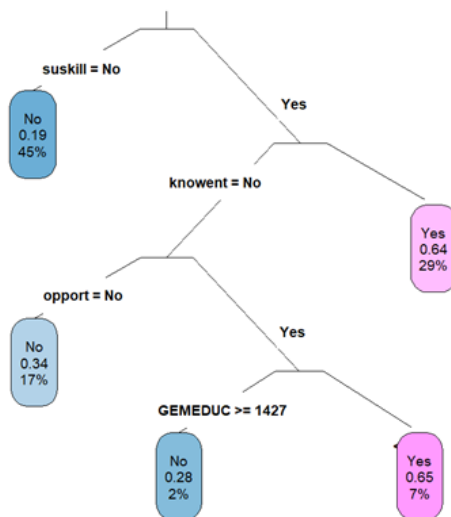 suskill = No
No
0.19
45%
Yes
knowent = No
Yes
0.64
29%
opport = No
No
0.34
17%
Yes
GEMEDUC >= 1427
No
0.28
2%
Yes
0.65
7%